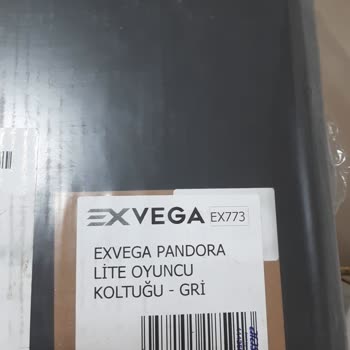 EXVEGA EX773
EXVEGA PANDORA
LİTE OYUNCU
KOLTUĞU - GRİ